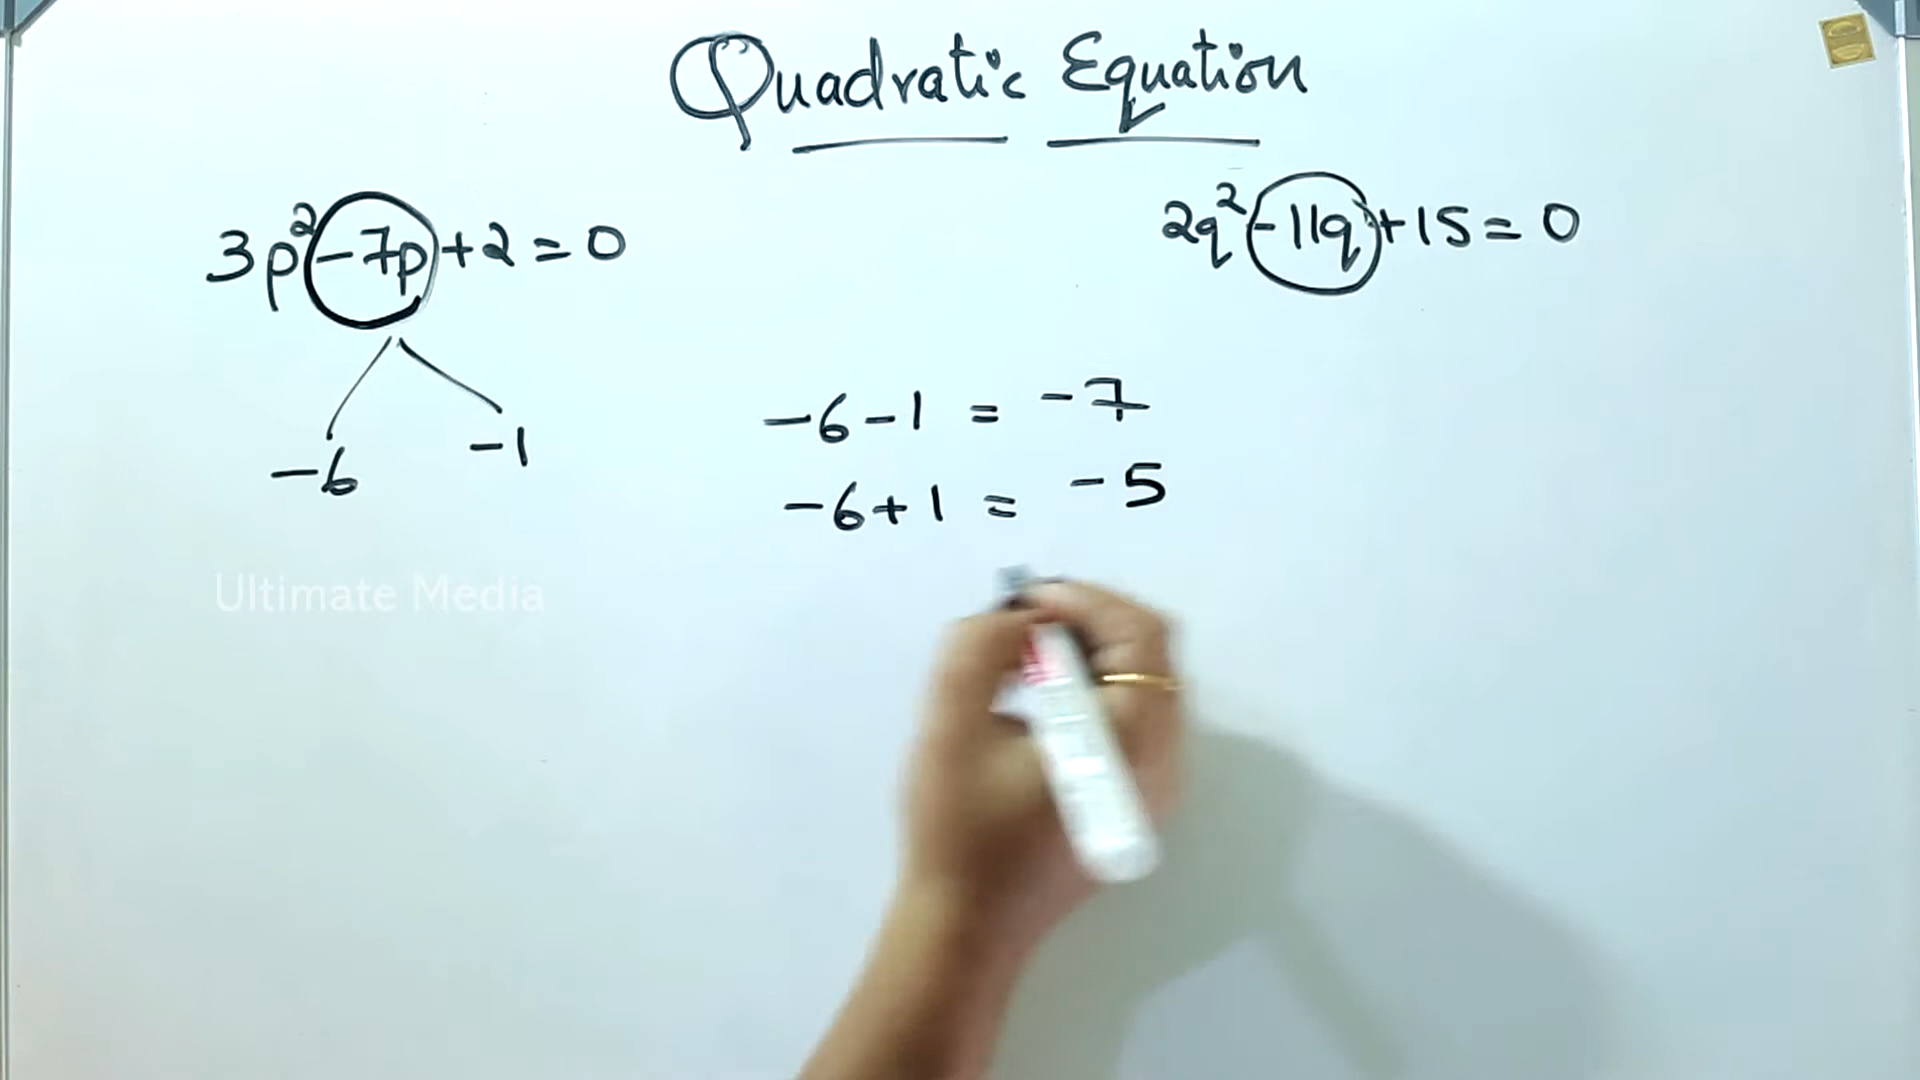 Quadratic Equation
3p²-7p+2=0
2q²-11q+15=0
-6 -1
-6-1 = -7
-6+1 = -5
Ultimate Media